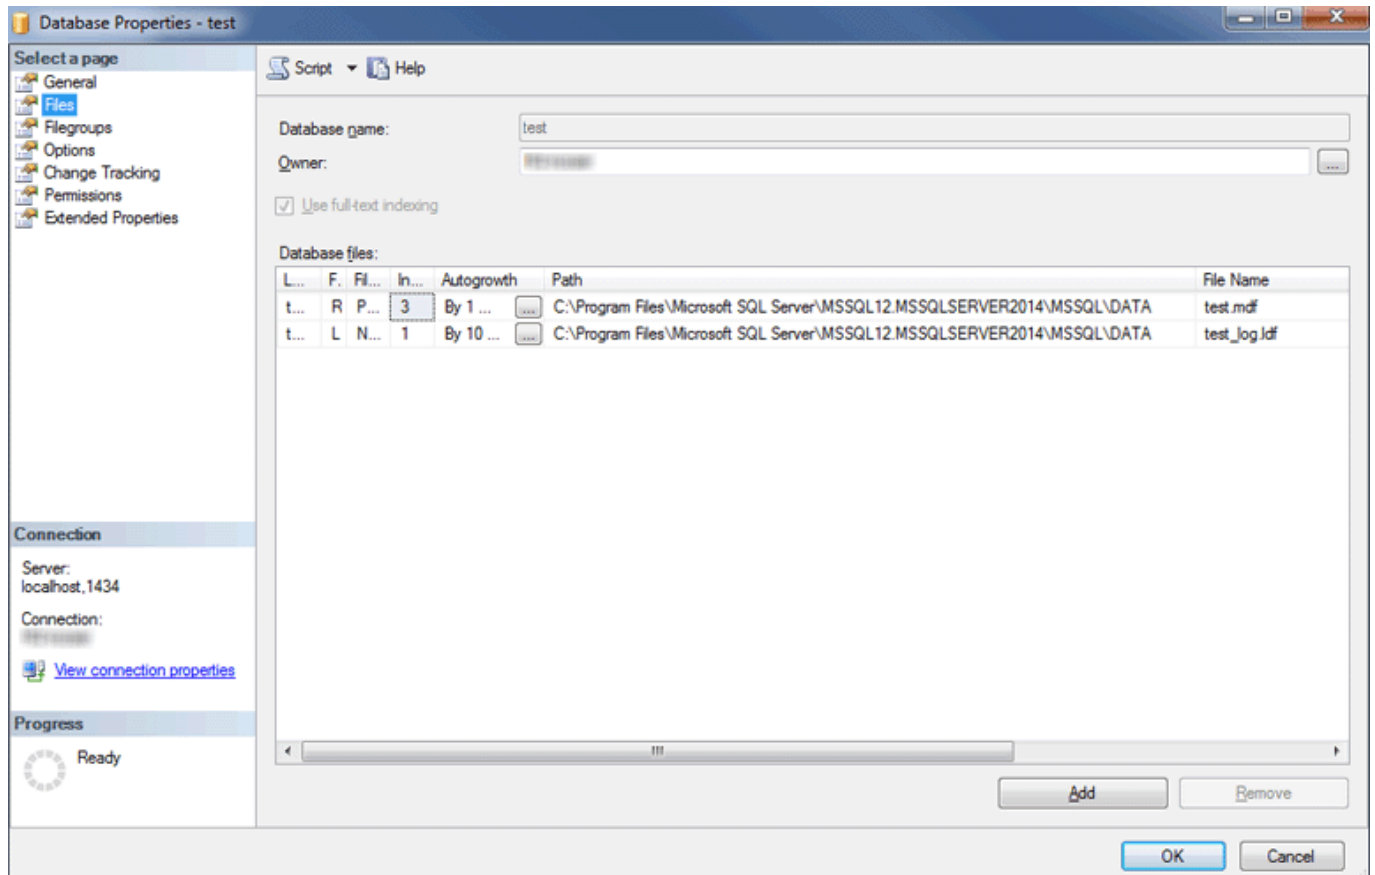 Database Properties - test
Select a page
General
Files
Filegroups
Options
Change Tracking
Permissions
Extended Properties
Script
Help
Database name:
test
Owner:
...
Use full-text indexing
Database files:
L... F. Fil... In... Autogrowth Path File Name
t... R P... 3 By 1 ... ... C:\Program Files\Microsoft SQL Server\MSSQL12.MSSQLSERVER2014\MSSQL\DATA test.mdf
t... L N... 1 By 10 ... ... C:\Program Files\Microsoft SQL Server\MSSQL12.MSSQLSERVER2014\MSSQL\DATA test_log.ldf
Connection
Server:
localhost,1434
Connection:
View connection properties
Progress
Ready
Add
Remove
OK
Cancel